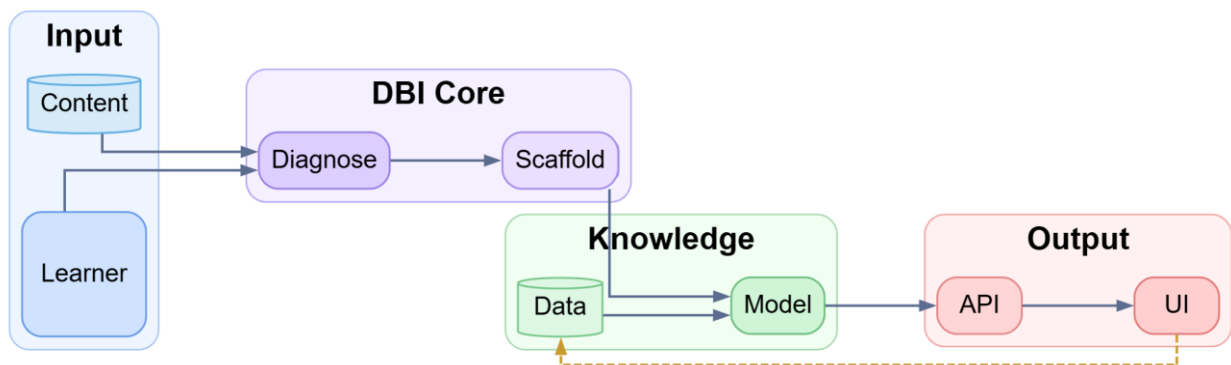 Input
Content
Learner
DBI Core
Diagnose
Scaffold
Knowledge
Data
Model
Output
API
UI